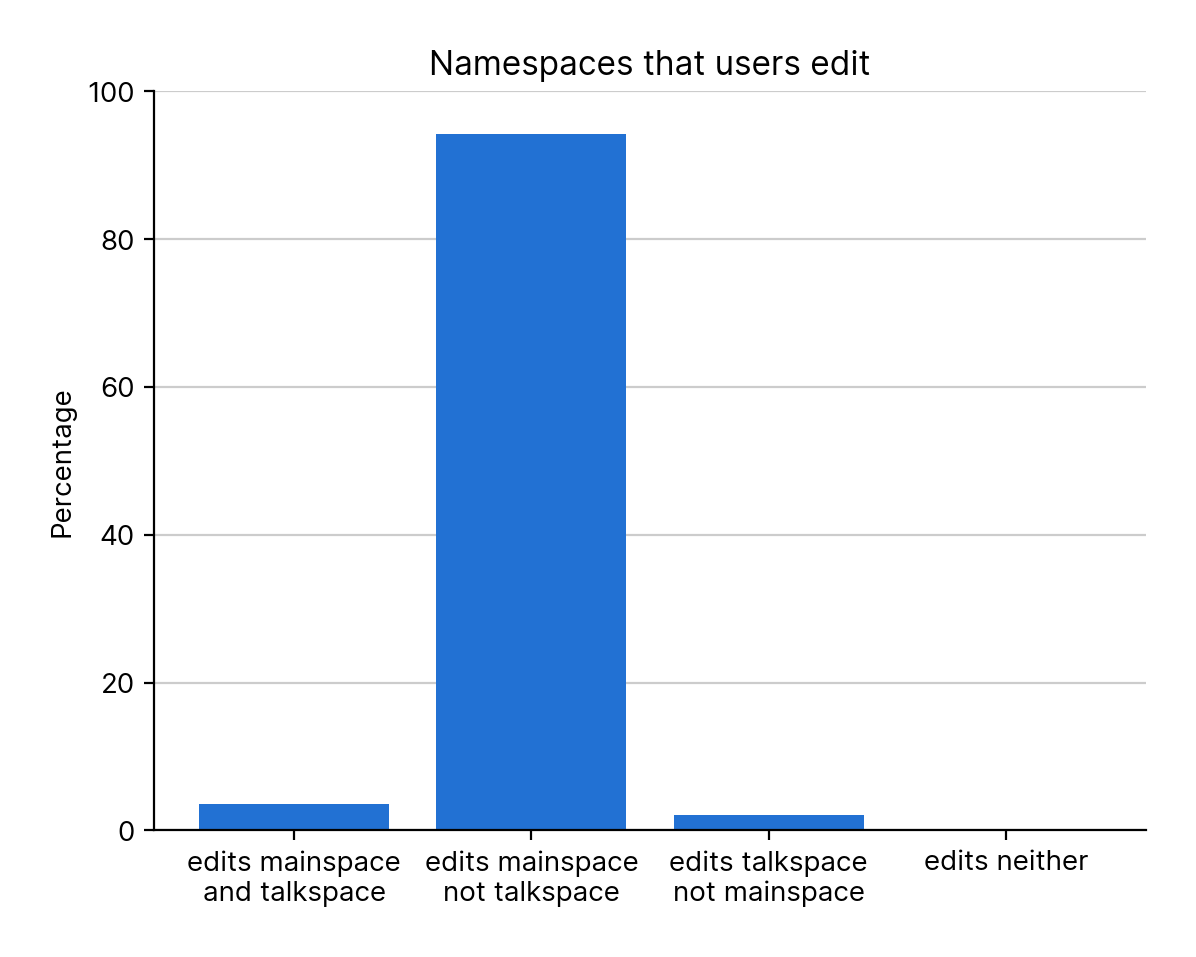 Namespaces that users edit
100
80
60
40
20
0
Percentage
edits mainspace
and talkspace
edits mainspace
not talkspace
edits talkspace
not mainspace
edits neither